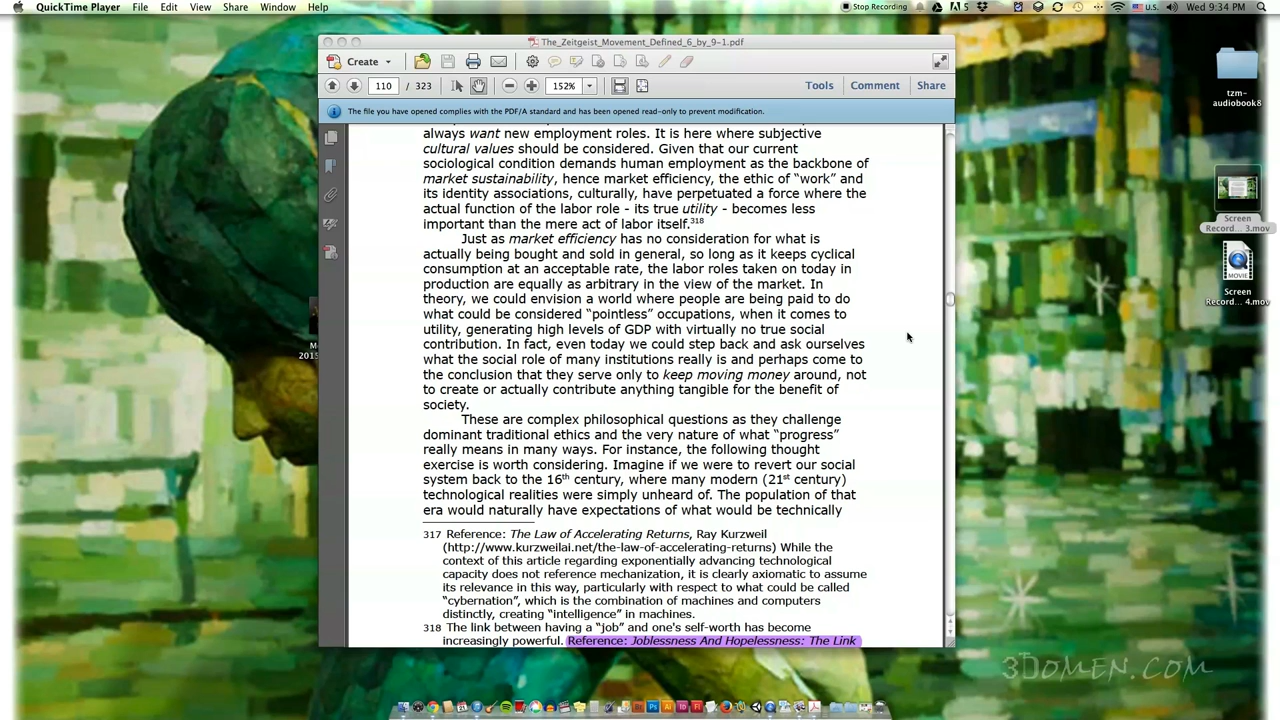 QuickTime Player File Edit View Share Window Help
Stop Recording
5
U.S.
Wed 9:34 PM
The_Zeitgeist_Movement_Defined_6_by_9-1.pdf
Create
110 / 323
152%
Tools
Comment
Share
The file you have opened complies with the PDF/A standard and has been opened read-only to prevent modification.
always want new employment roles. It is here where subjective
cultural values should be considered. Given that our current
sociological condition demands human employment as the backbone of
market sustainability, hence market efficiency, the ethic of “work” and
its identity associations, culturally, have perpetuated a force where the
actual function of the labor role - its true utility - becomes less
important than the mere act of labor itself.318
Just as market efficiency has no consideration for what is
actually being bought and sold in general, so long as it keeps cyclical
consumption at an acceptable rate, the labor roles taken on today in
production are equally as arbitrary in the view of the market. In
theory, we could envision a world where people are being paid to do
what could be considered “pointless” occupations, when it comes to
utility, generating high levels of GDP with virtually no true social
contribution. In fact, even today we could step back and ask ourselves
what the social role of many institutions really is and perhaps come to
the conclusion that they serve only to keep moving money around, not
to create or actually contribute anything tangible for the benefit of
society.
These are complex philosophical questions as they challenge
dominant traditional ethics and the very nature of what “progress”
really means in many ways. For instance, the following thought
exercise is worth considering. Imagine if we were to revert our social
system back to the 16th century, where many modern (21st century)
technological realities were simply unheard of. The population of that
era would naturally have expectations of what would be technically
317 Reference: The Law of Accelerating Returns, Ray Kurzweil
(http://www.kurzweilai.net/the-law-of-accelerating-returns) While the
context of this article regarding exponentially advancing technological
capacity does not reference mechanization, it is clearly axiomatic to assume
its relevance in this way, particularly with respect to what could be called
“cybernation”, which is the combination of machines and computers
distinctly, creating “intelligence” in machines.
318 The link between having a “job” and one's self-worth has become
increasingly powerful. Reference: Joblessness And Hopelessness: The Link
tzm-
audiobook8
Screen
Record... 3.mov
MOVIE
Screen
Record... 4.mov
3DOMEN.COM